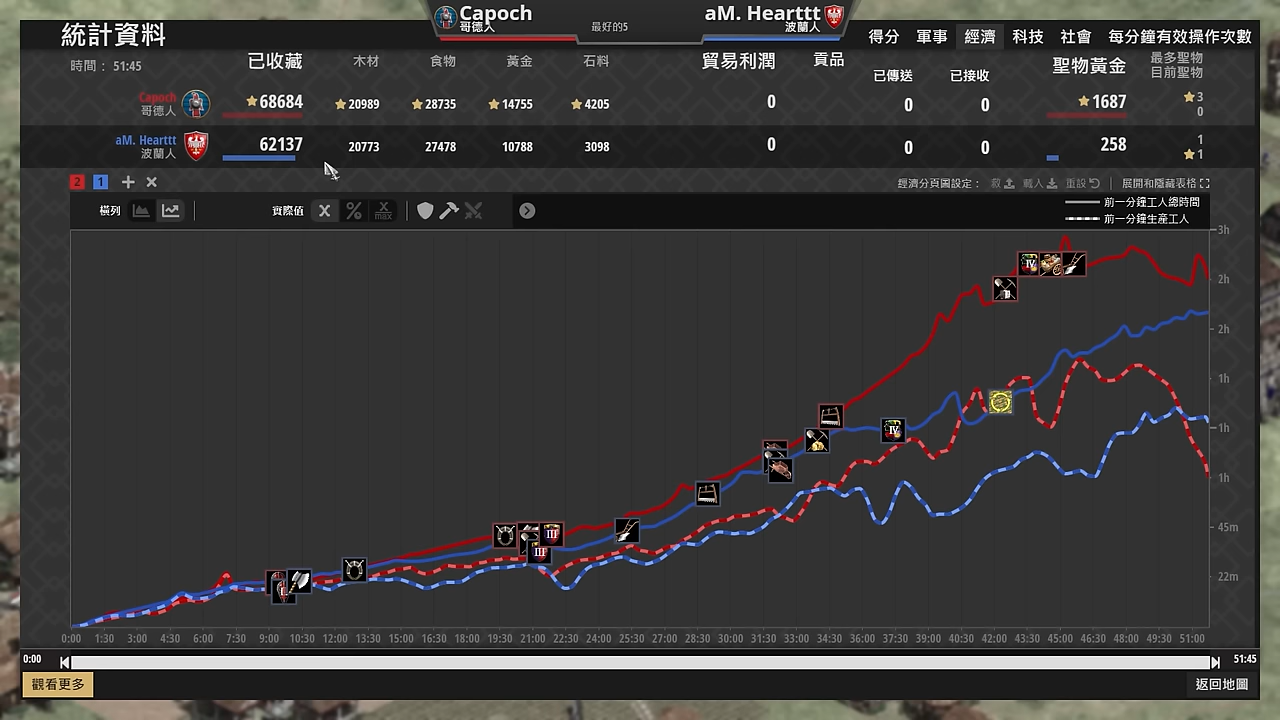 Capoch
哥德人
最好的5
aM. Hearttt
波蘭人
統計資料
得分 軍事 經濟 科技 社會 每分鐘有效操作次數
時間： 51:45
已收藏 木材 食物 黃金 石料 貿易利潤 貢品 已傳送 已接收 聖物黃金 最多聖物
目前聖物
Capoch
哥德人
68684 20989 28735 14755 4205 0 0 0 1687 3
0
aM. Hearttt
波蘭人
62137 20773 27478 10788 3098 0 0 0 258 1
1
2 1
經濟分頁圖設定： 載入 重設 展開和隱藏表格
橫列 實際值 X % X max
前一分鐘工人總時間
前一分鐘生產工人
3h
2h
2h
1h
1h
1h
45m
22m
IV
IV
III
III
0:00 1:30 3:00 4:30 6:00 7:30 9:00 10:30 12:00 13:30 15:00 16:30 18:00 19:30 21:00 22:30 24:00 25:30 27:00 28:30 30:00 31:30 33:00 34:30 36:00 37:30 39:00 40:30 42:00 43:30 45:00 46:30 48:00 49:30 51:00
0:00 51:45
觀看更多 返回地圖